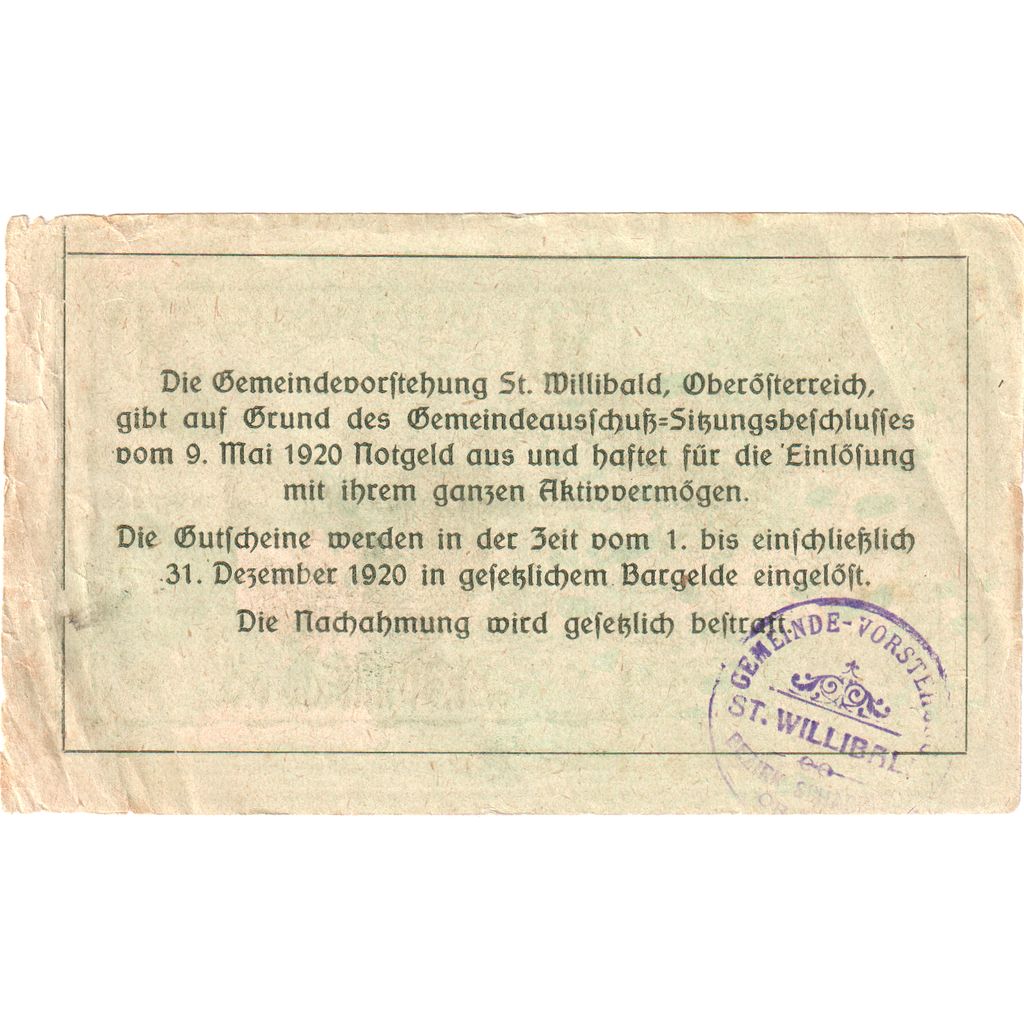 Die Gemeindevorstehung St. Willibald, Oberösterreich,
gibt auf Grund des Gemeindeausschuß=Sitzungsbeschlusses
vom 9. Mai 1920 Notgeld aus und haftet für die Einlösung
mit ihrem ganzen Aktivvermögen.
Die Gutscheine werden in der Zeit vom 1. bis einschließlich
31. Dezember 1920 in gesetzlichem Bargelde eingelöst.
Die Nachahmung wird gesetzlich bestraft.
GEMEINDE-VORSTEHUNG
ST. WILLIBAL
BEZIRK